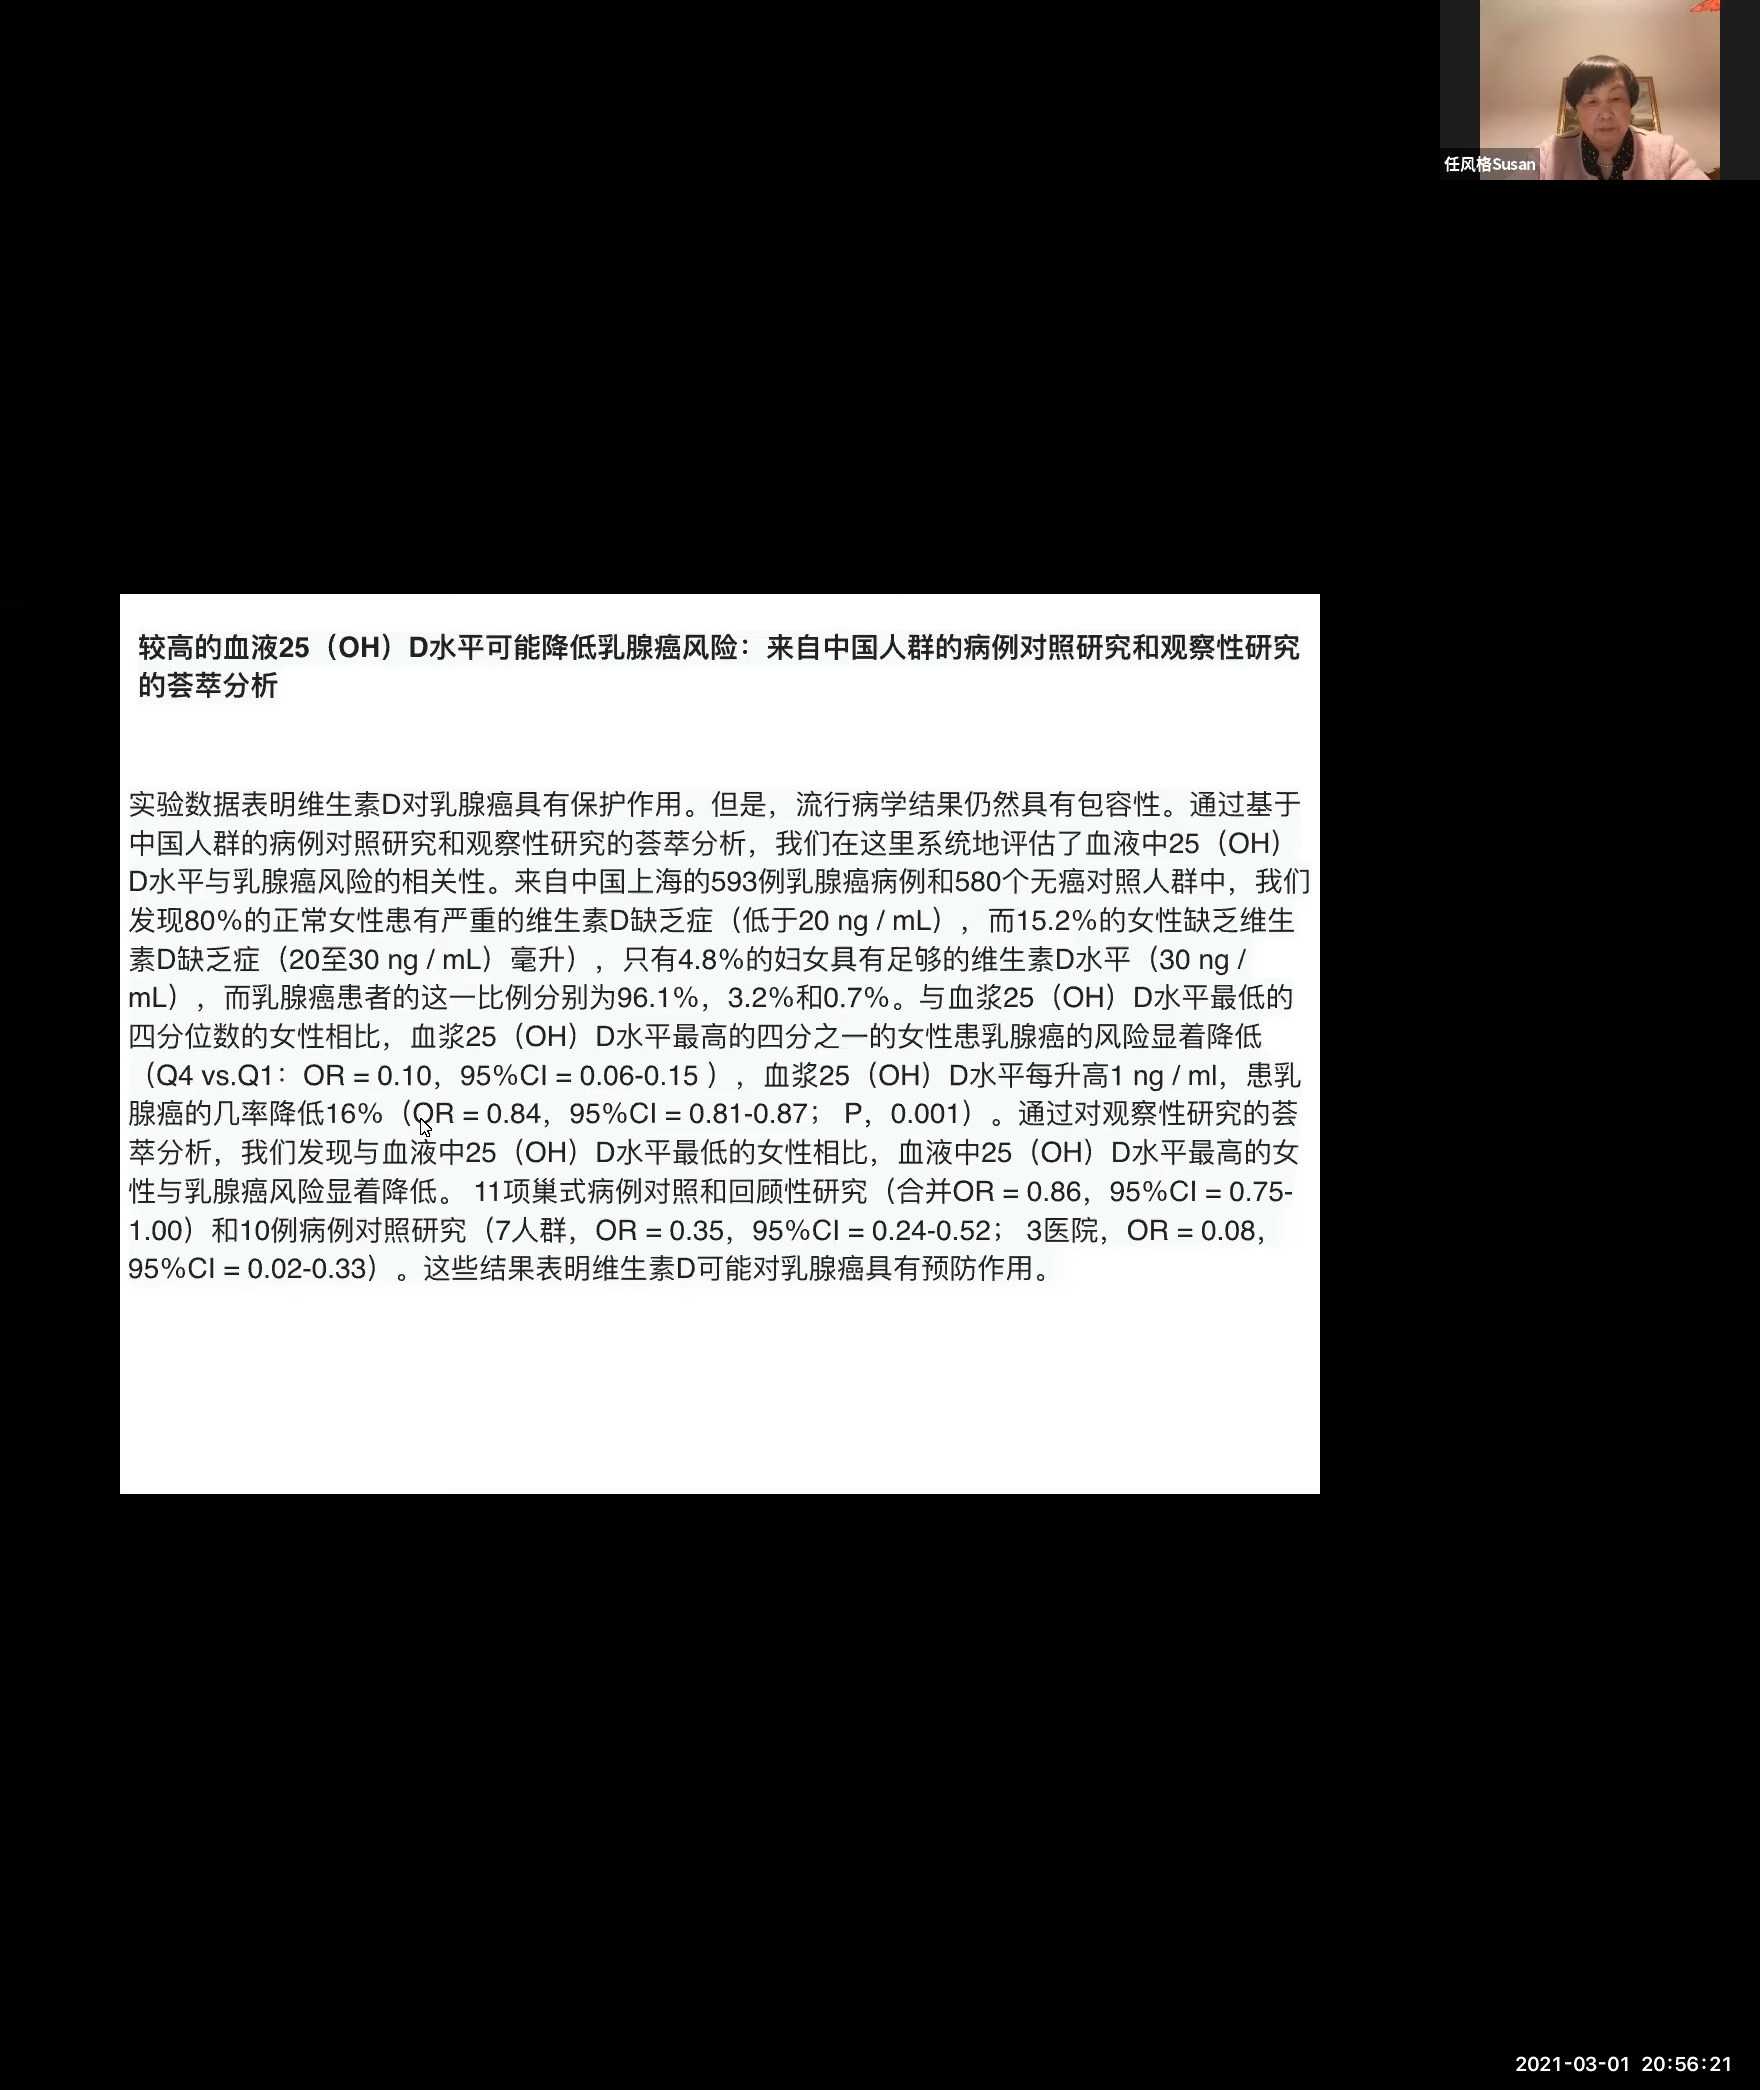 任风格Susan
较高的血液25（OH）D水平可能降低乳腺癌风险：来自中国人群的病例对照研究和观察性研究
的荟萃分析
实验数据表明维生素D对乳腺癌具有保护作用。但是，流行病学结果仍然具有包容性。通过基于
中国人群的病例对照研究和观察性研究的荟萃分析，我们在这里系统地评估了血液中25（OH）
D水平与乳腺癌风险的相关性。来自中国上海的593例乳腺癌病例和580个无癌对照人群中，我们
发现80%的正常女性患有严重的维生素D缺乏症（低于20 ng / mL），而15.2%的女性缺乏维生
素D缺乏症（20至30 ng / mL）毫升），只有4.8%的妇女具有足够的维生素D水平（30 ng /
mL），而乳腺癌患者的这一比例分别为96.1%，3.2%和0.7%。与血浆25（OH）D水平最低的
四分位数的女性相比，血浆25（OH）D水平最高的四分之一的女性患乳腺癌的风险显着降低
（Q4 vs.Q1：OR = 0.10，95%CI = 0.06-0.15 ），血浆25（OH）D水平每升高1 ng / ml，患乳
腺癌的几率降低16%（OR = 0.84，95%CI = 0.81-0.87； P，0.001）。通过对观察性研究的荟
萃分析，我们发现与血液中25（OH）D水平最低的女性相比，血液中25（OH）D水平最高的女
性与乳腺癌风险显着降低。 11项巢式病例对照和回顾性研究（合并OR = 0.86，95%CI = 0.75-
1.00）和10例病例对照研究（7人群，OR = 0.35，95%CI = 0.24-0.52； 3医院，OR = 0.08，
95%CI = 0.02-0.33）。这些结果表明维生素D可能对乳腺癌具有预防作用。
2021-03-01 20:56:21